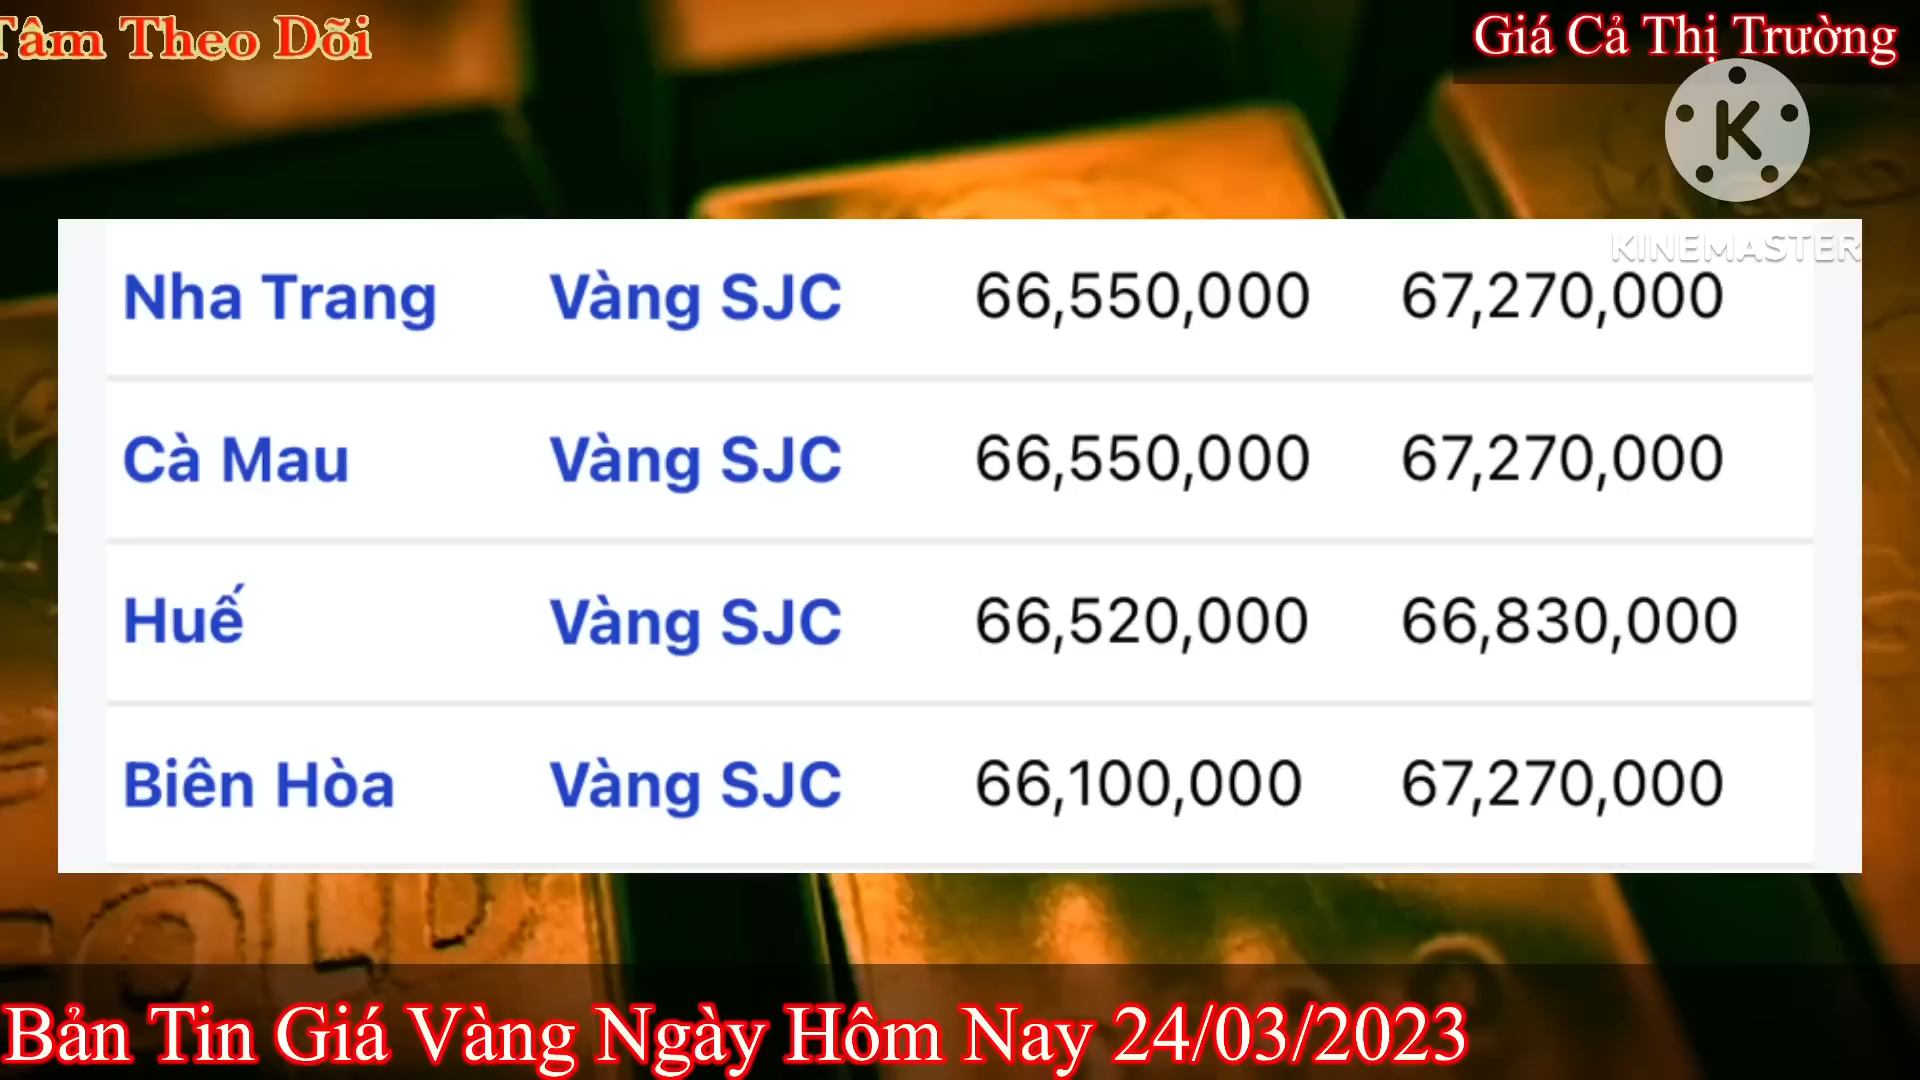 Tâm Theo Dõi
Giá Cả Thị Trường
K
KINEMASTER
Nha Trang Vàng SJC 66,550,000 67,270,000
Cà Mau Vàng SJC 66,550,000 67,270,000
Huế Vàng SJC 66,520,000 66,830,000
Biên Hòa Vàng SJC 66,100,000 67,270,000
GOLD
Bản Tin Giá Vàng Ngày Hôm Nay 24/03/2023